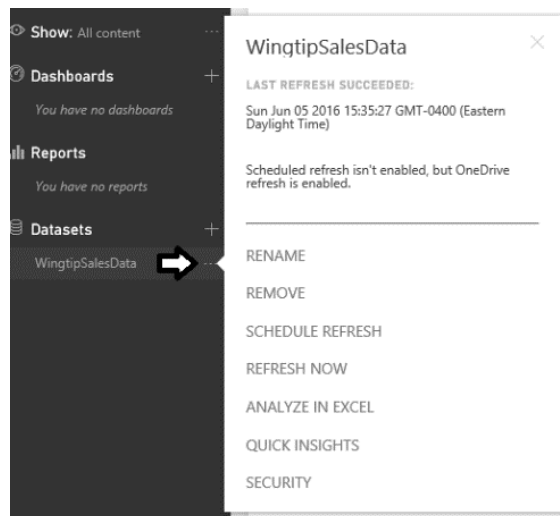 Show: All content ...
Dashboards +
You have no dashboards
Reports
You have no reports
Datasets +
WingtipSalesData ...
WingtipSalesData
LAST REFRESH SUCCEEDED:
Sun Jun 05 2016 15:35:27 GMT-0400 (Eastern
Daylight Time)
Scheduled refresh isn't enabled, but OneDrive
refresh is enabled.
RENAME
REMOVE
SCHEDULE REFRESH
REFRESH NOW
ANALYZE IN EXCEL
QUICK INSIGHTS
SECURITY